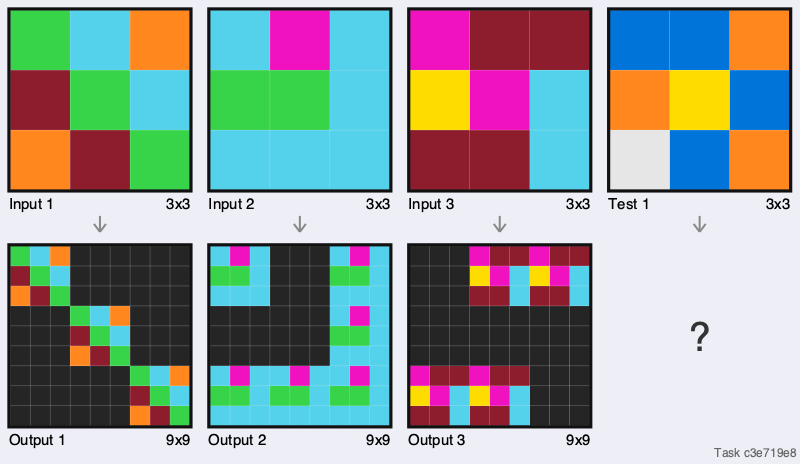 Input 1 3x3 Input 2 3x3 Input 3 3x3 Test 1 3x3
?
Output 1 9x9 Output 2 9x9 Output 3 9x9
Task c3e719e8